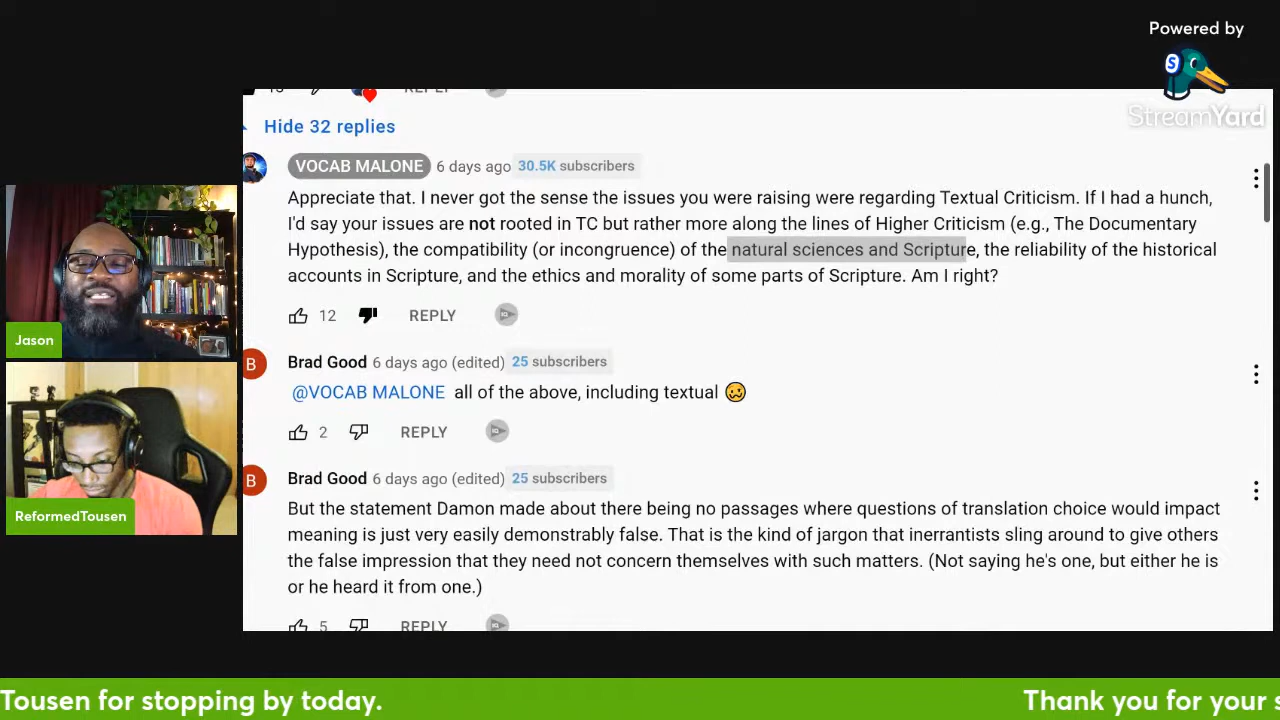 Powered by
StreamYard
REPLY
Hide 32 replies
VOCAB MALONE 6 days ago 30.5K subscribers
Appreciate that. I never got the sense the issues you were raising were regarding Textual Criticism. If I had a hunch,
I'd say your issues are not rooted in TC but rather more along the lines of Higher Criticism (e.g., The Documentary
Hypothesis), the compatibility (or incongruence) of the natural sciences and Scripture, the reliability of the historical
accounts in Scripture, and the ethics and morality of some parts of Scripture. Am I right?
12 REPLY
B
Brad Good 6 days ago (edited) 25 subscribers
@VOCAB MALONE all of the above, including textual 🥴
2 REPLY
B
Brad Good 6 days ago (edited) 25 subscribers
But the statement Damon made about there being no passages where questions of translation choice would impact
meaning is just very easily demonstrably false. That is the kind of jargon that inerrantists sling around to give others
the false impression that they need not concern themselves with such matters. (Not saying he's one, but either he is
or he heard it from one.)
5 REPLY
Jason
ReformedTousen
Tousen for stopping by today. Thank you for your s